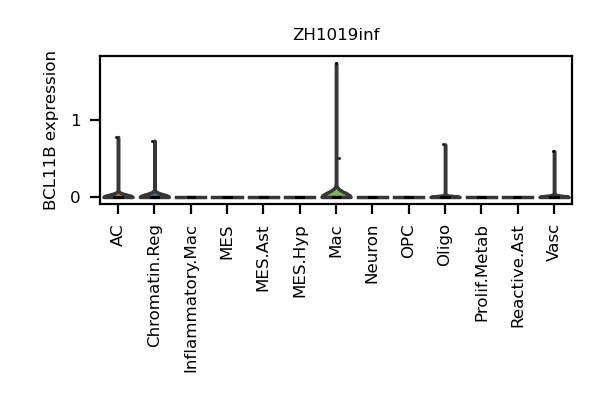 ZH1019inf
BCL11B expression
1
0
AC
Chromatin.Reg
Inflammatory.Mac
MES
MES.Ast
MES.Hyp
Mac
Neuron
OPC
Oligo
Prolif.Metab
Reactive.Ast
Vasc